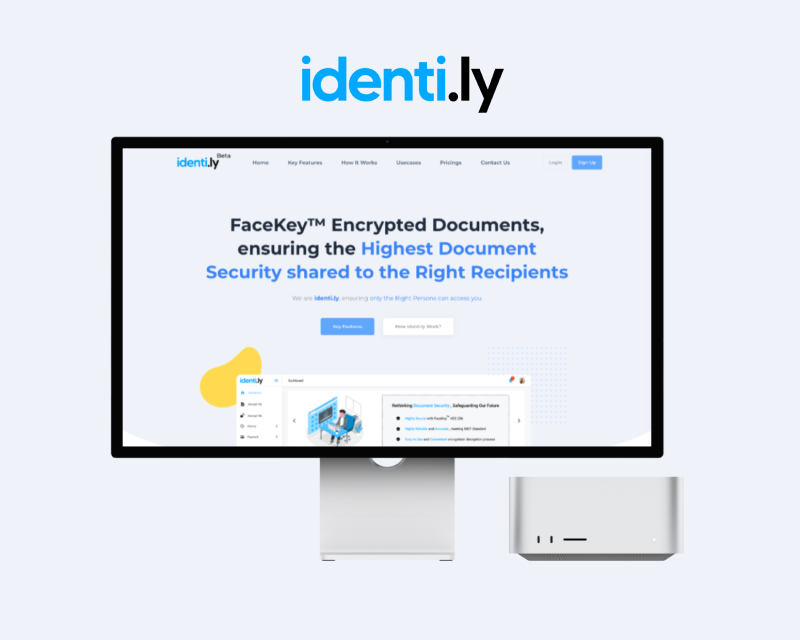 identi.ly
identi.ly Beta Home Key Features How It Works Usecases Pricings Contact Us Login Sign Up
FaceKey™ Encrypted Documents,
ensuring the Highest Document
Security shared to the Right Recipients
We are identi.ly, ensuring only the Right Persons can access you
Key Features How identi.ly Work?
identi.ly Dashboard
Rethinking Document Security, Safeguarding Our Future
Highly Secure with FaceKey™
Highly Reliable and Accurate, meeting NIST Standard
Easy to Use and encryption decryption process